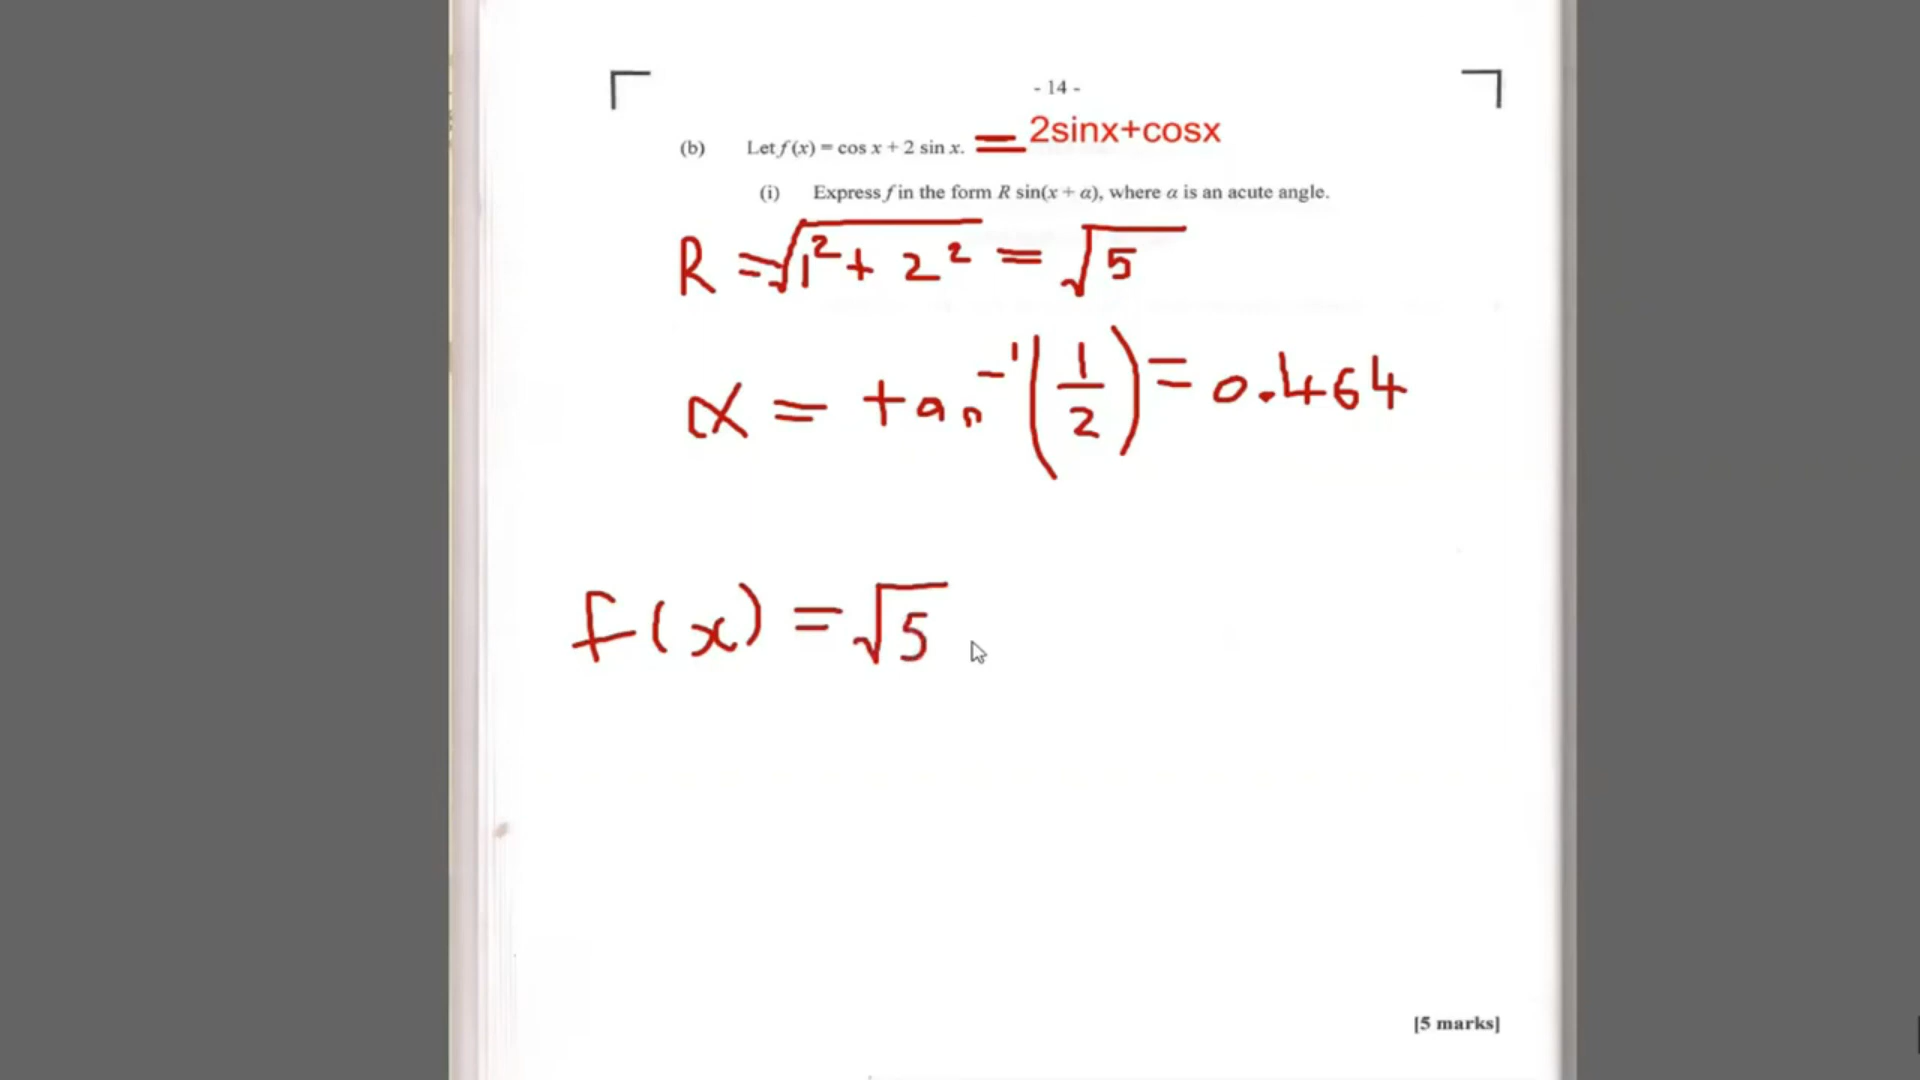 - 14 -
(b) Let f(x) = cos x + 2 sin x. = 2sinx+cosx
(i) Express f in the form R sin(x + α), where α is an acute angle.
R = √(1² + 2²) = √5
α = tan⁻¹(1/2) = 0.464
f(x) = √5
[5 marks]